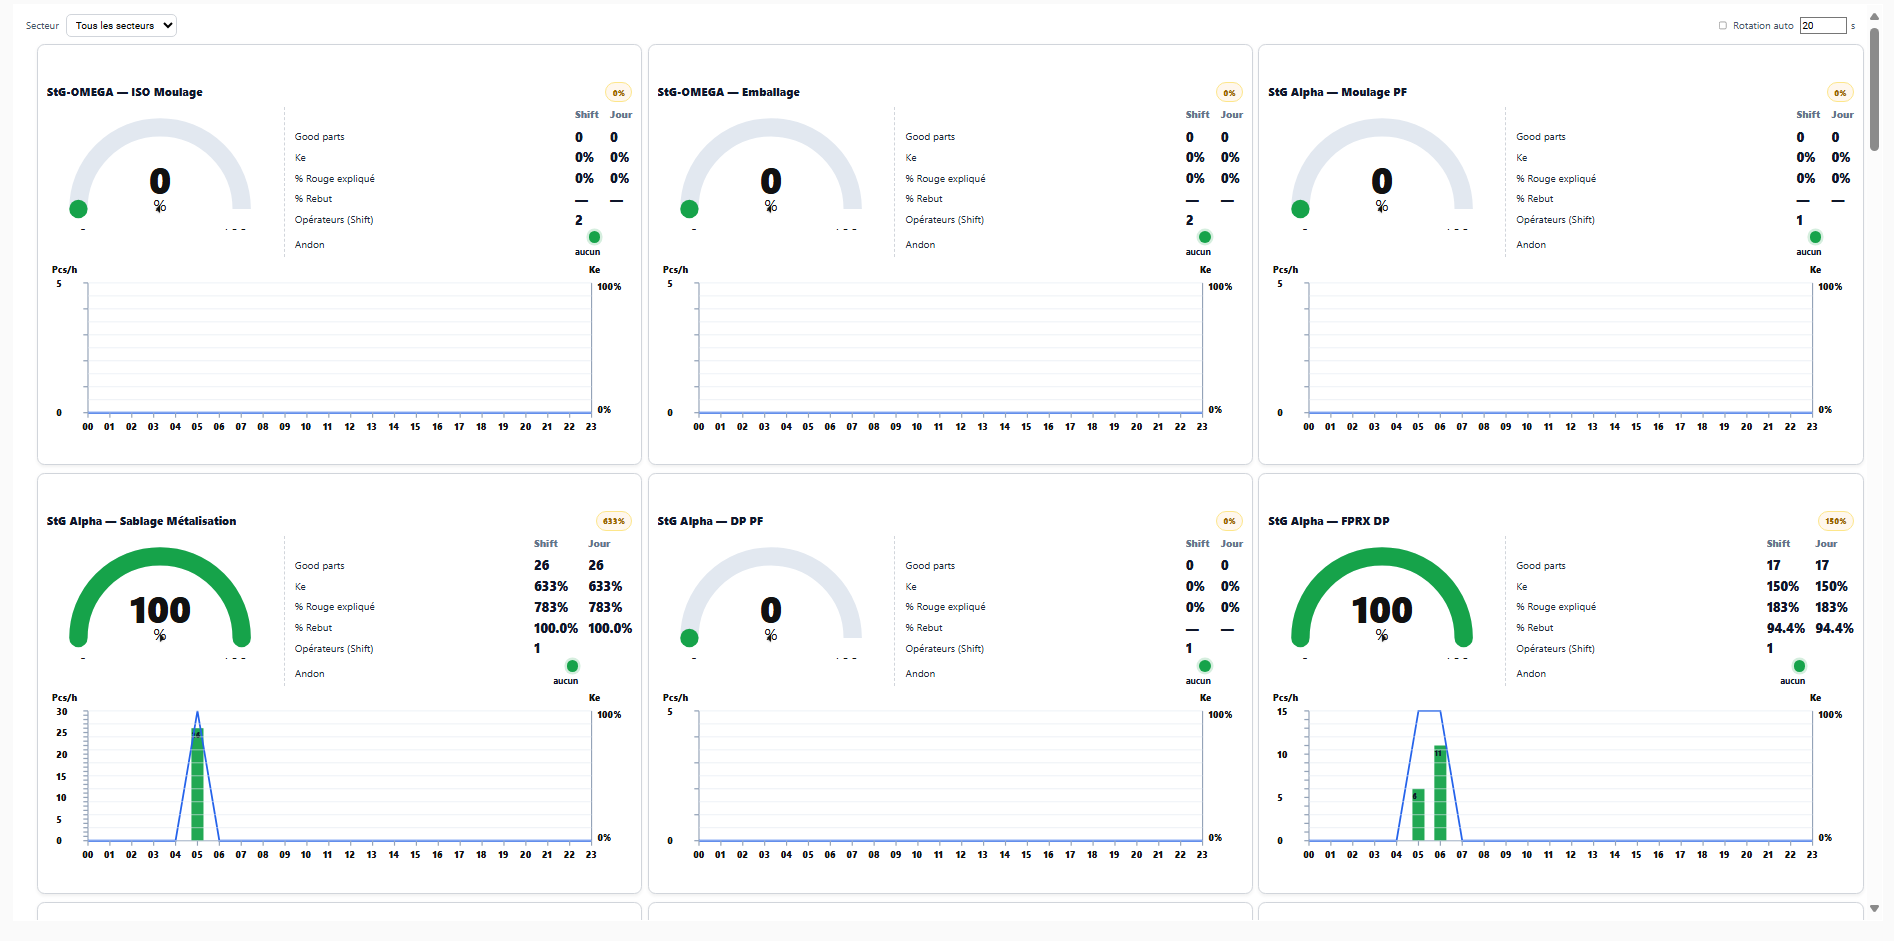 Secteur Tous les secteurs Rotation auto 20 s
StG-OMEGA — ISO Moulage 0%
Shift Jour
Good parts 0 0
Ke 0% 0%
% Rouge expliqué 0% 0%
% Rebut — —
Opérateurs (Shift) 2
Andon aucun
0
%
Pcs/h Ke
5 100%
0 0%
00 01 02 03 04 05 06 07 08 09 10 11 12 13 14 15 16 17 18 19 20 21 22 23
StG-OMEGA — Emballage 0%
Shift Jour
Good parts 0 0
Ke 0% 0%
% Rouge expliqué 0% 0%
% Rebut — —
Opérateurs (Shift) 2
Andon aucun
0
%
Pcs/h Ke
5 100%
0 0%
00 01 02 03 04 05 06 07 08 09 10 11 12 13 14 15 16 17 18 19 20 21 22 23
StG Alpha — Moulage PF 0%
Shift Jour
Good parts 0 0
Ke 0% 0%
% Rouge expliqué 0% 0%
% Rebut — —
Opérateurs (Shift) 1
Andon aucun
0
%
Pcs/h Ke
5 100%
0 0%
00 01 02 03 04 05 06 07 08 09 10 11 12 13 14 15 16 17 18 19 20 21 22 23
StG Alpha — Sablage Métalisation 633%
Shift Jour
Good parts 26 26
Ke 633% 633%
% Rouge expliqué 783% 783%
% Rebut 100.0% 100.0%
Opérateurs (Shift) 1
Andon aucun
100
%
Pcs/h Ke
30 100%
25
20
15
10
5
0 0%
00 01 02 03 04 05 06 07 08 09 10 11 12 13 14 15 16 17 18 19 20 21 22 23
StG Alpha — DP PF 0%
Shift Jour
Good parts 0 0
Ke 0% 0%
% Rouge expliqué 0% 0%
% Rebut — —
Opérateurs (Shift) 1
Andon aucun
0
%
Pcs/h Ke
5 100%
0 0%
00 01 02 03 04 05 06 07 08 09 10 11 12 13 14 15 16 17 18 19 20 21 22 23
StG Alpha — FPRX DP 150%
Shift Jour
Good parts 17 17
Ke 150% 150%
% Rouge expliqué 183% 183%
% Rebut 94.4% 94.4%
Opérateurs (Shift) 1
Andon aucun
100
%
Pcs/h Ke
15 100%
10
11
5
6
0 0%
00 01 02 03 04 05 06 07 08 09 10 11 12 13 14 15 16 17 18 19 20 21 22 23